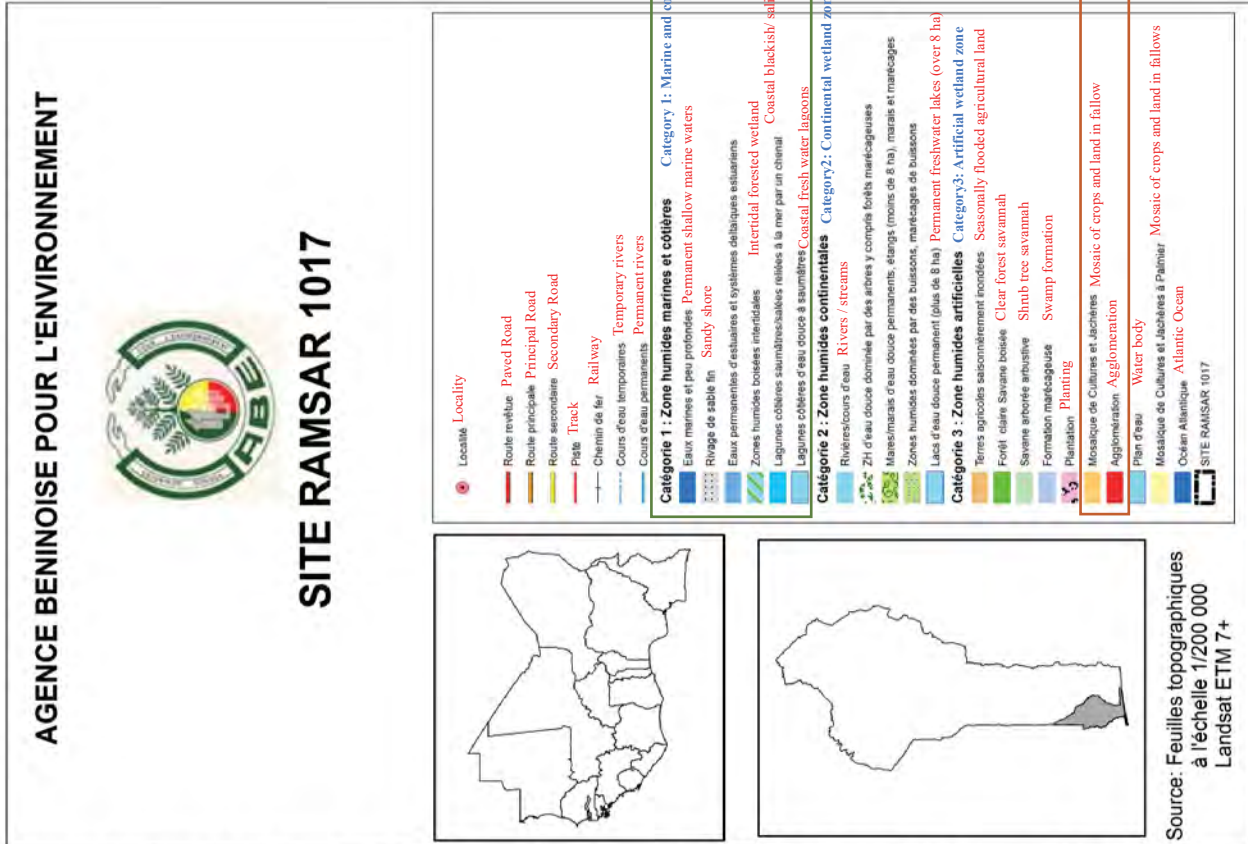 AGENCE BENINOISE POUR L'ENVIRONNEMENT
ABE
SITE RAMSAR 1017
Localité Locality
Route revêtue Paved Road
Route principale Principal Road
Route secondaire Secondary Road
Piste Track
Chemin de fer Railway
Cours d'eau temporaires Temporary rivers
Cours d'eau permanents Permanent rivers
Catégorie 1 : Zone humides marines et côtières Category 1: Marine and
Eaux marines et peu profondes Permanent shallow marine waters
Rivage de sable fin Sandy shore
Eaux permanentes d'estuaires et systèmes deltaïques estuariens
Zones humides boisées intertidales Intertidal forested wetland
Lagunes côtières saumâtres/salées reliées à la mer par un chenal Coastal blackish/
Lagunes côtières d'eau douce à saumâtres Coastal fresh water lagoons
Catégorie 2 : Zone humides continentales Category2: Continental wetland
Rivières/cours d'eau Rivers / streams
ZH d'eau douce dominée par des arbres y compris forêts marécageuses
Mares/marais d'eau douce permanents, étangs (moins de 8 ha), marais et marécages
Zones humides dominées par des buissons, marécages de buissons
Lacs d'eau douce permanent (plus de 8 ha) Permanent freshwater lakes (over 8 ha)
Catégorie 3 : Zone humides artificielles Category3: Artificial wetland zone
Terres agricoles saisonnièrement inondées Seasonally flooded agricultural land
Forêt claire Savane boisée Clear forest savannah
Savane arborée arbustive Shrub tree savannah
Formation marécageuse Swamp formation
Plantation Planting
Mosaïque de Cultures et Jachères Mosaic of crops and land in fallow
Agglomération Agglomeration
Plan d'eau Water body
Mosaïque de Cultures et Jachères à Palmier Mosaic of crops and land in fallows
Océan Atlantique Atlantic Ocean
SITE RAMSAR 1017
Source: Feuilles topographiques
à l'échelle 1/200 000
Landsat ETM 7+